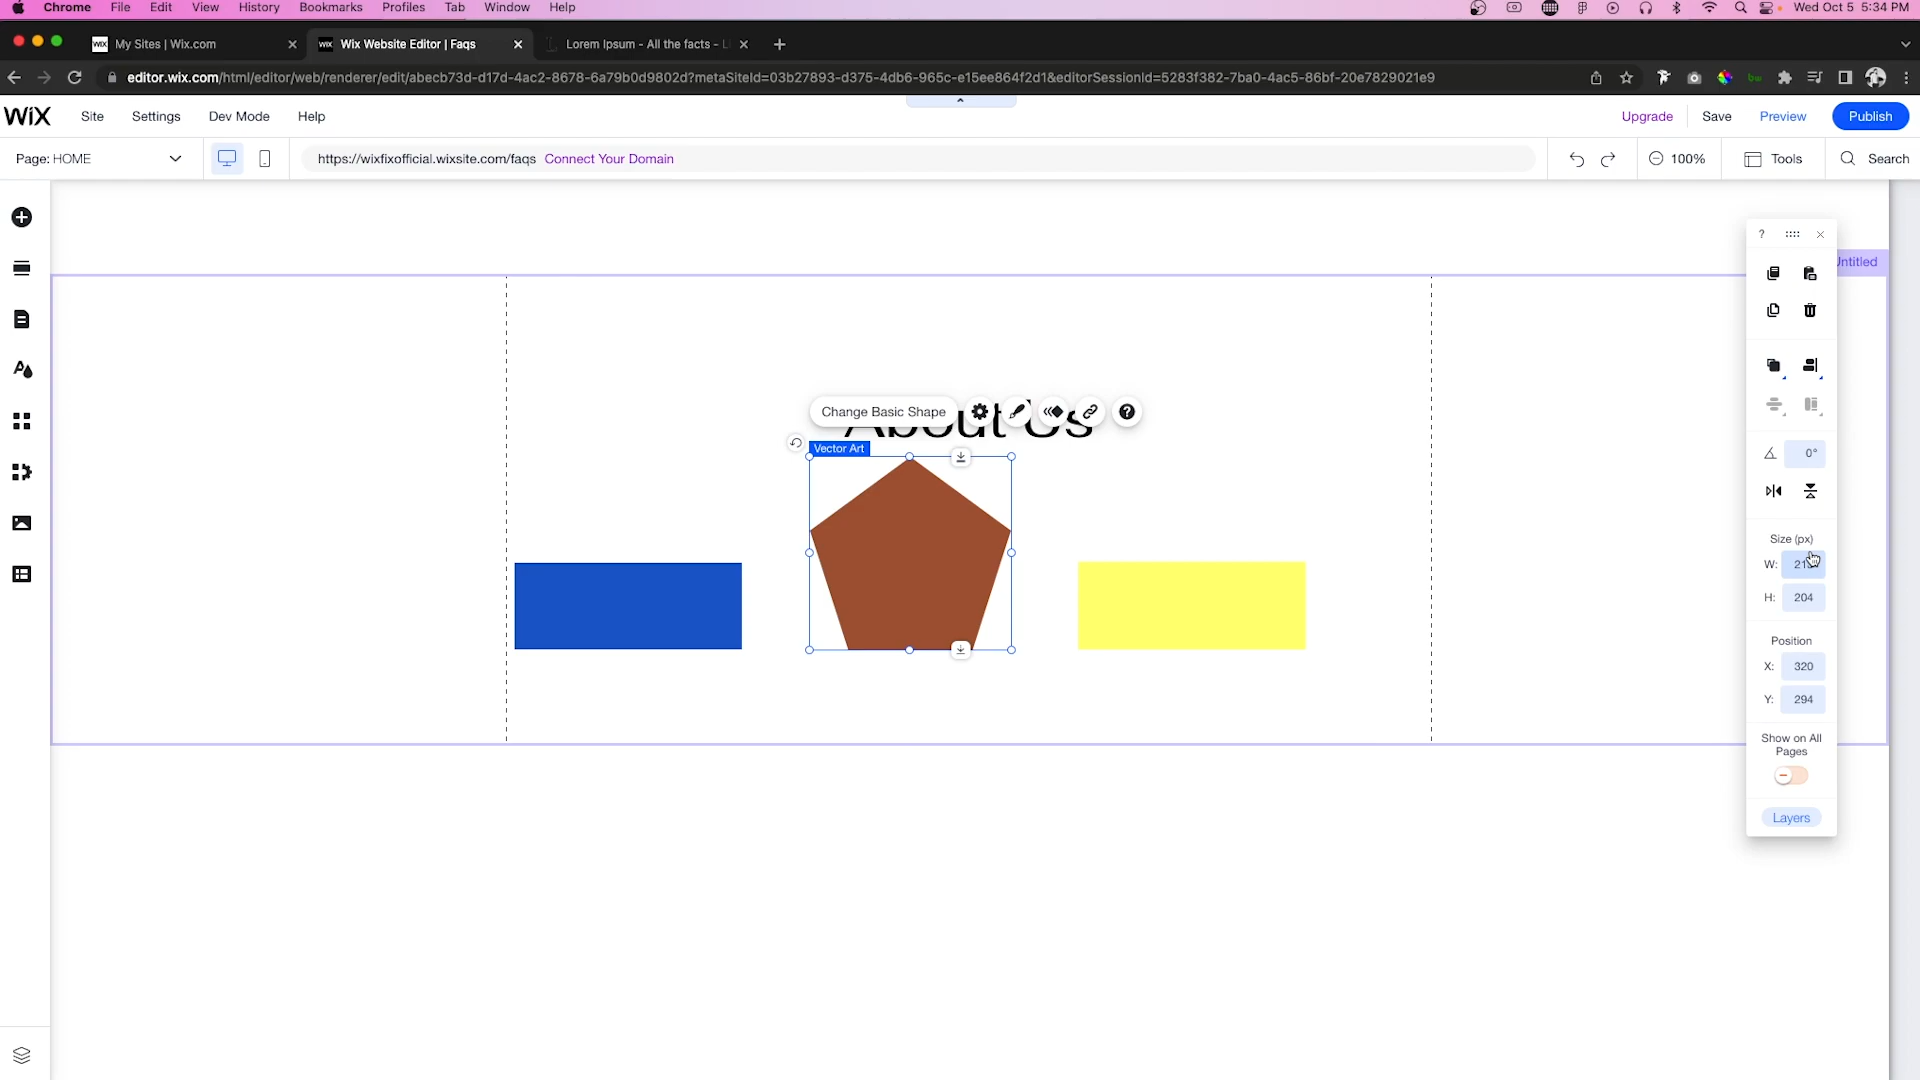 Chrome File Edit View History Bookmarks Profiles Tab Window Help Wed Oct 5 5:34 PM
My Sites | Wix.com Wix Website Editor | Faqs Lorem Ipsum - All the facts -
editor.wix.com/html/editor/web/renderer/edit/abecb73d-d17d-4ac2-8678-6a79b0d9802d?metaSiteId=03b27893-d375-4db6-965c-e15ee864f2d1&editorSessionId=5283f382-7ba0-4ac5-86bf-20e7829021e9
WiX Site Settings Dev Mode Help Upgrade Save Preview Publish
Page: HOME https://wixfixofficial.wixsite.com/faqs Connect Your Domain 100% Tools Search
?
Untitled
Change Basic Shape ?
About Us
Vector Art
0°
Size (px)
W:
H: 204
Position
X: 320
Y: 294
Show on All
Pages
Layers